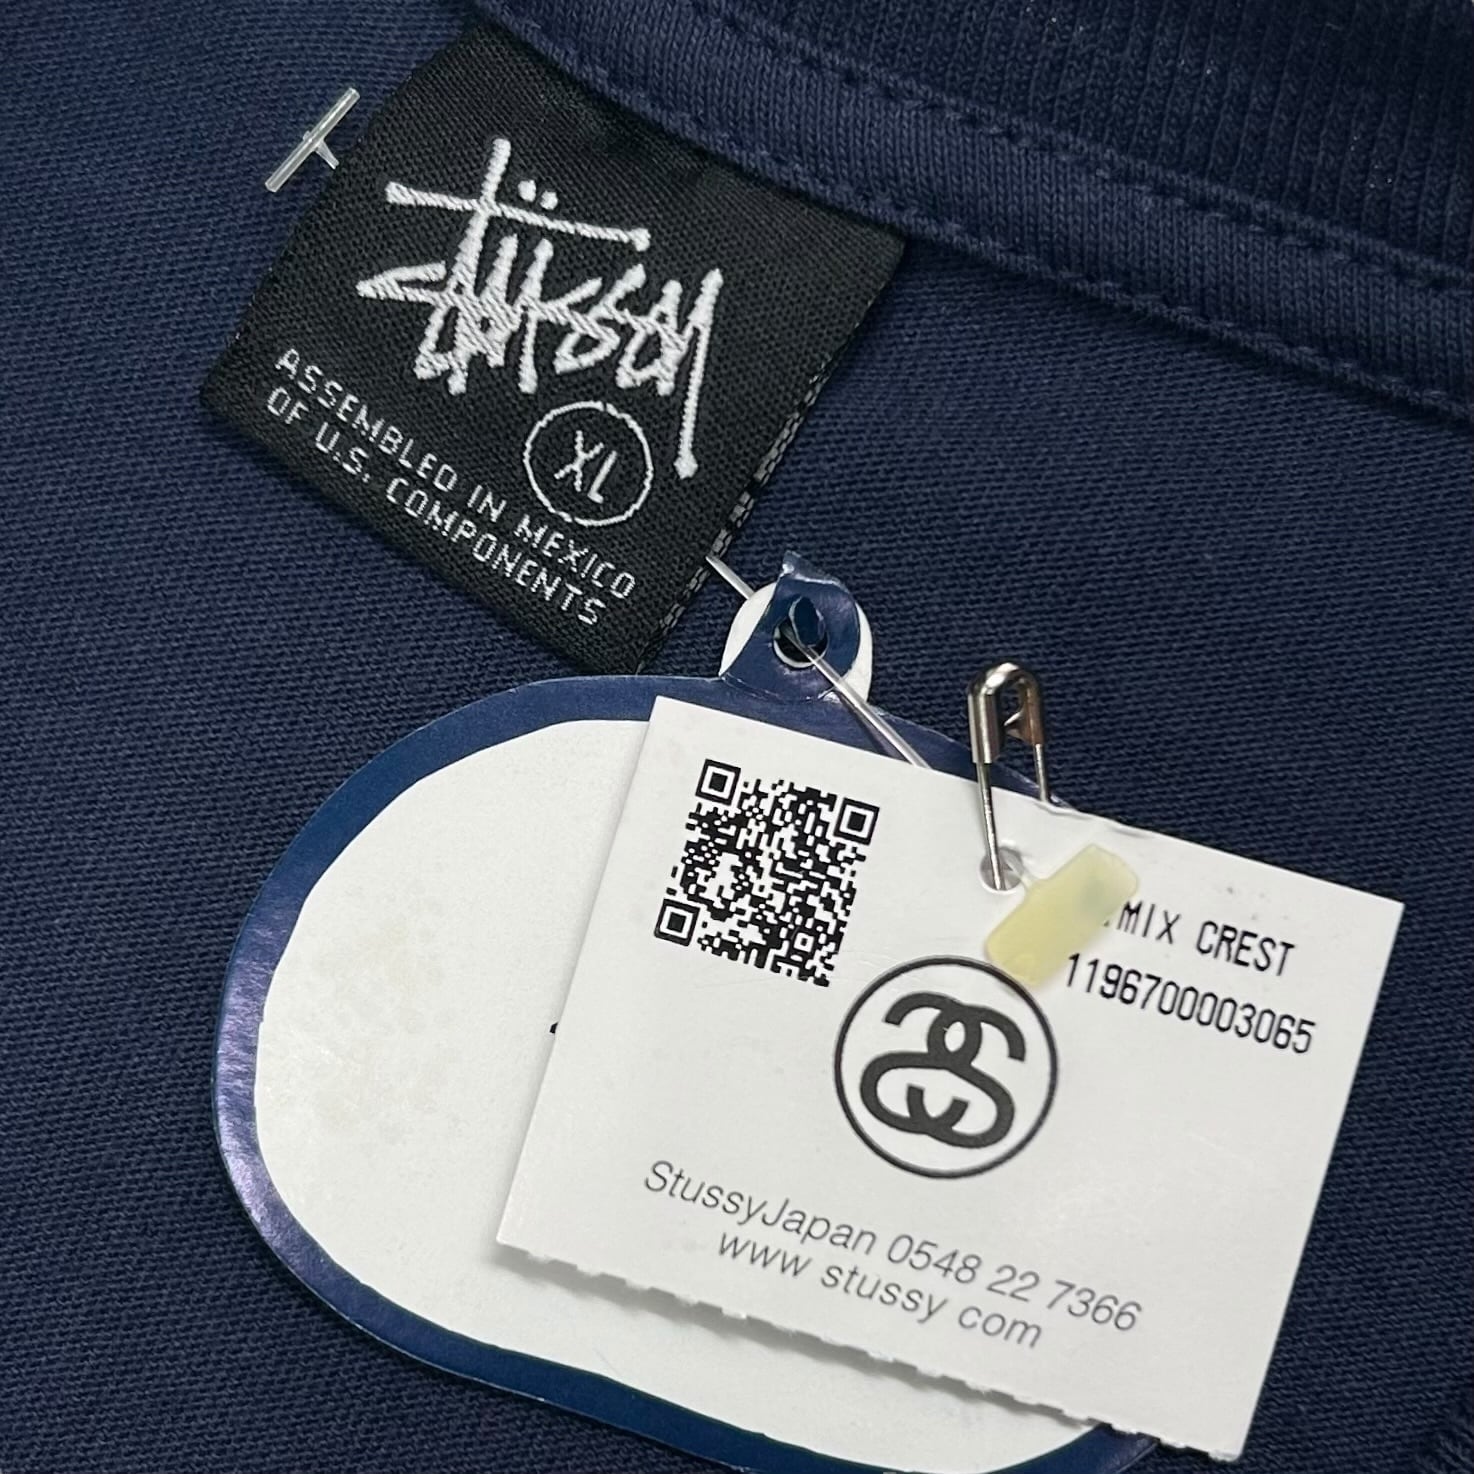 Stüssy
XL
ASSEMBLED IN MEXICO
OF U.S. COMPONENTS
MIX CREST
1196700003065
StussyJapan 0548 22 7366
www stussy com